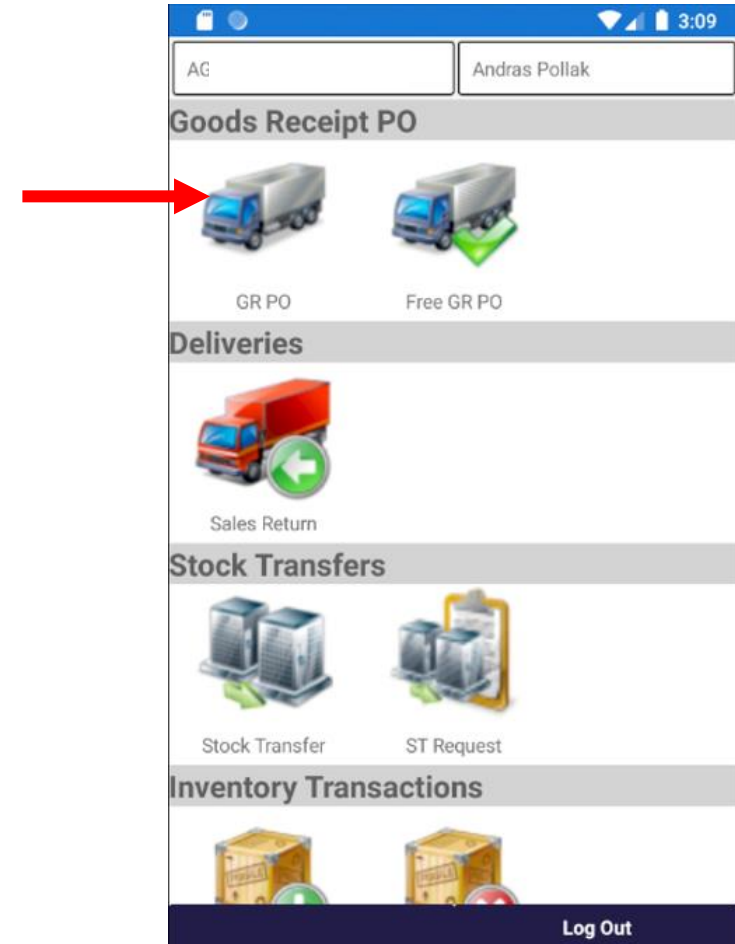 3:09
AG
Andras Pollak
Goods Receipt PO
GR PO
Free GR PO
Deliveries
Sales Return
Stock Transfers
Stock Transfer
ST Request
Inventory Transactions
Log Out